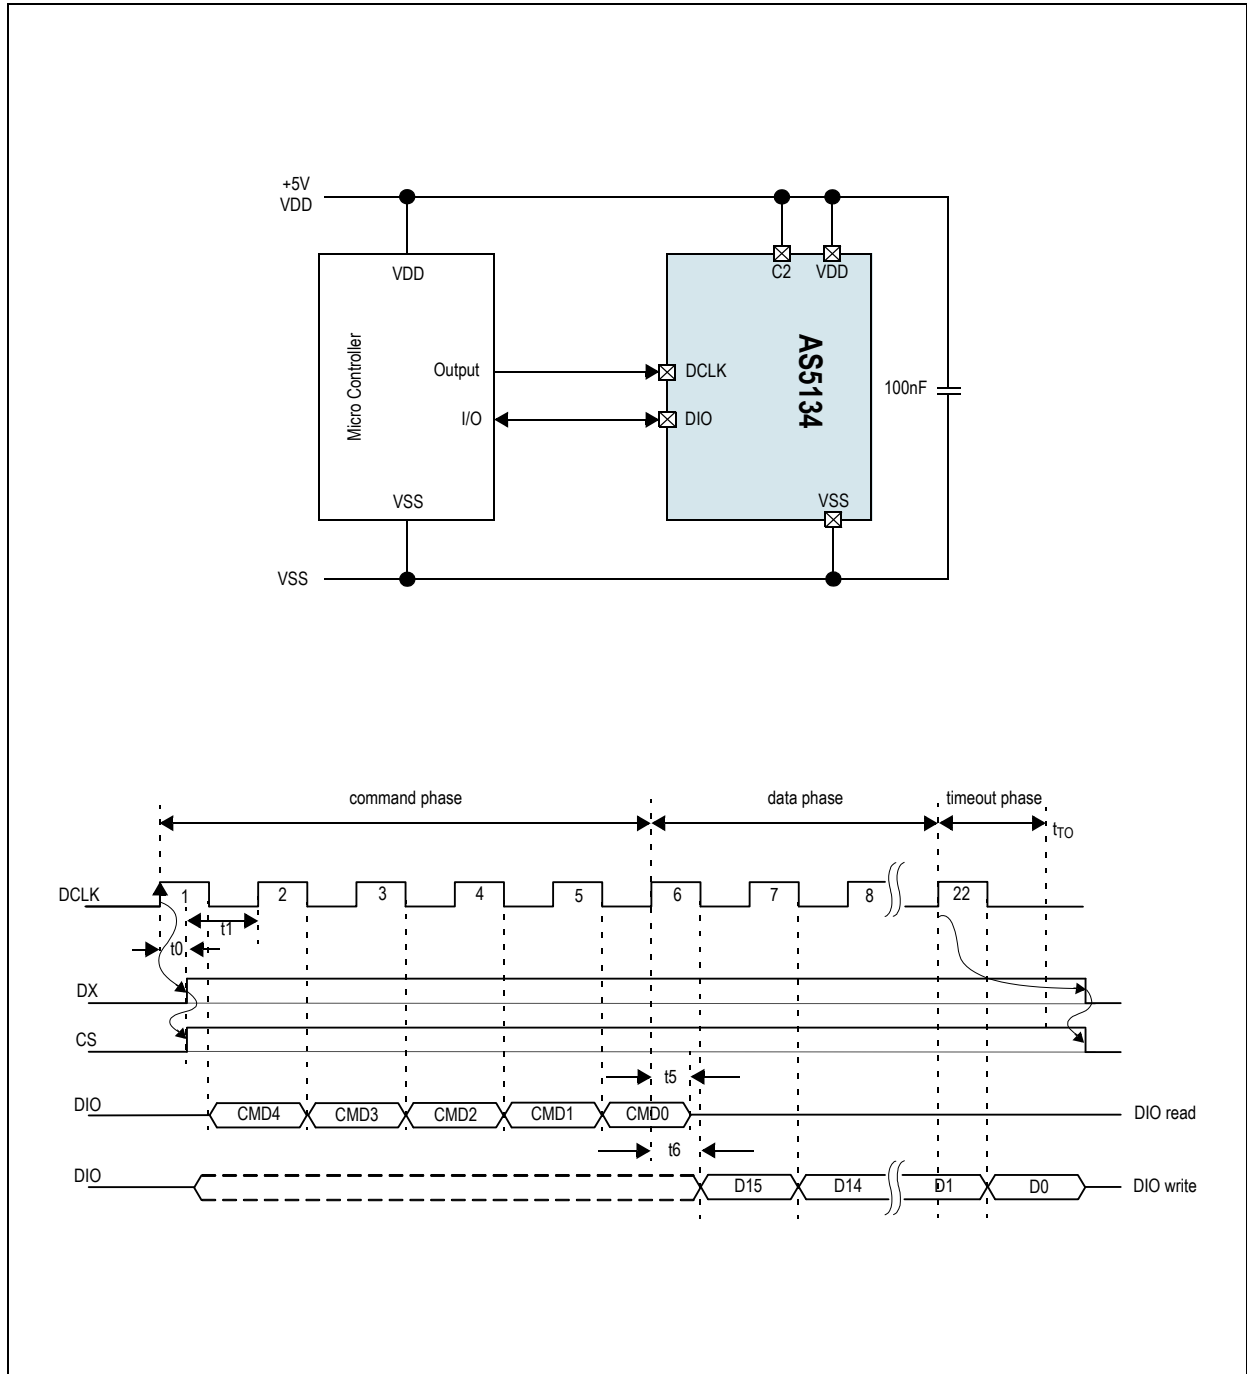 +5V
VDD
VDD
C2
VDD
Micro Controller
Output
I/O
DCLK
DIO
AS5134
100nF
VSS
VSS
VSS
command phase
data phase
timeout phase
tTO
DCLK
1
2
3
4
5
6
7
8
22
t1
t0
DX
CS
t5
DIO
CMD4
CMD3
CMD2
CMD1
CMD0
DIO read
t6
DIO
D15
D14
D1
D0
DIO write